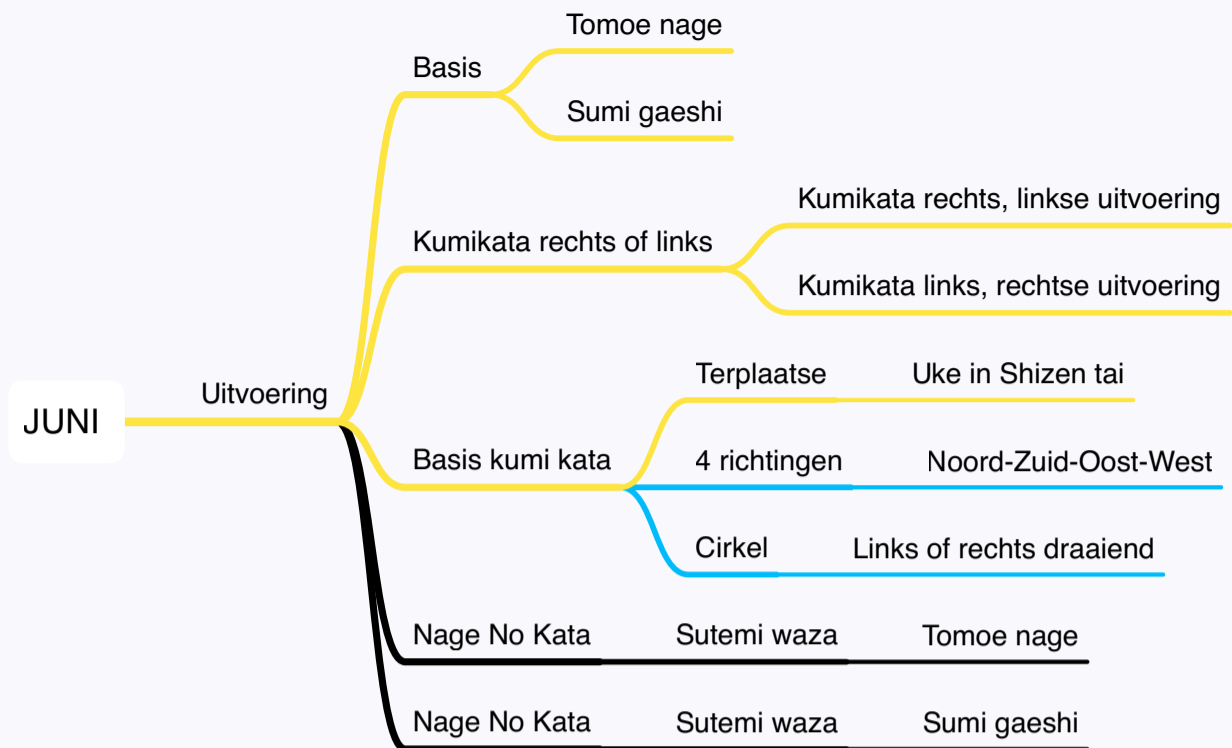 JUNI
Uitvoering
Basis
Tomoe nage
Sumi gaeshi
Kumikata rechts of links
Kumikata rechts, linkse uitvoering
Kumikata links, rechtse uitvoering
Basis kumi kata
Terplaatse
Uke in Shizen tai
4 richtingen
Noord-Zuid-Oost-West
Cirkel
Links of rechts draaiend
Nage No Kata
Sutemi waza
Tomoe nage
Nage No Kata
Sutemi waza
Sumi gaeshi